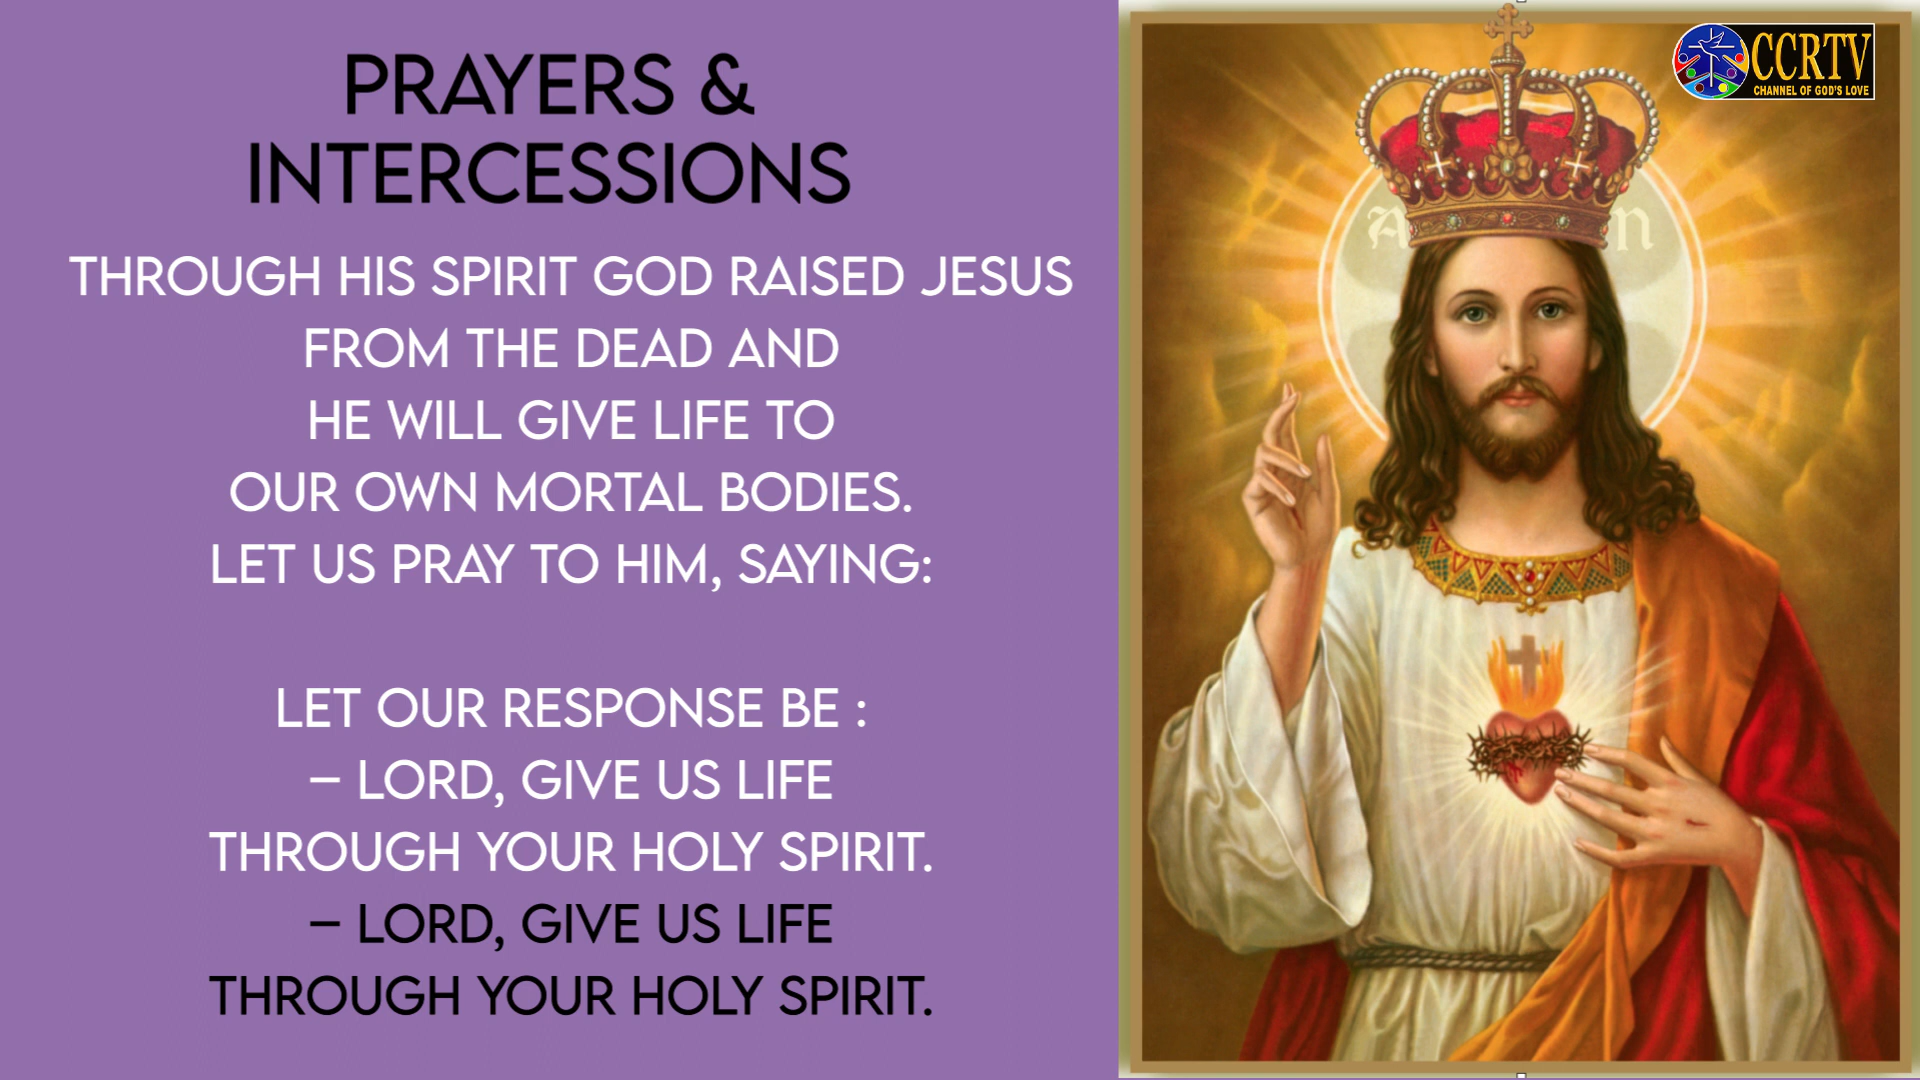 PRAYERS &
INTERCESSIONS
THROUGH HIS SPIRIT GOD RAISED JESUS
FROM THE DEAD AND
HE WILL GIVE LIFE TO
OUR OWN MORTAL BODIES.
LET US PRAY TO HIM, SAYING:
LET OUR RESPONSE BE :
– LORD, GIVE US LIFE
THROUGH YOUR HOLY SPIRIT.
– LORD, GIVE US LIFE
THROUGH YOUR HOLY SPIRIT.
CCRTV
CHANNEL OF GOD'S LOVE